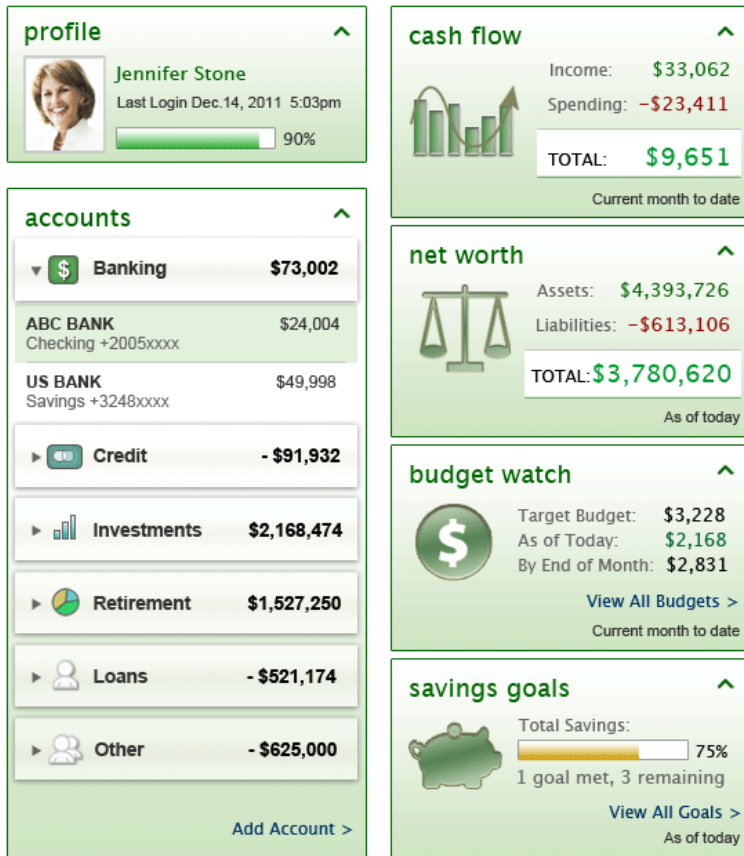 profile
Jennifer Stone
Last Login Dec.14, 2011 5:03pm
90%
accounts
Banking $73,002
ABC BANK $24,004
Checking +2005xxxx
US BANK $49,998
Savings +3248xxxx
Credit - $91,932
Investments $2,168,474
Retirement $1,527,250
Loans - $521,174
Other - $625,000
Add Account >
cash flow
Income: $33,062
Spending: -$23,411
TOTAL: $9,651
Current month to date
net worth
Assets: $4,393,726
Liabilities: -$613,106
TOTAL:$3,780,620
As of today
budget watch
Target Budget: $3,228
As of Today: $2,168
By End of Month: $2,831
View All Budgets >
Current month to date
savings goals
Total Savings:
75%
1 goal met, 3 remaining
View All Goals >
As of today